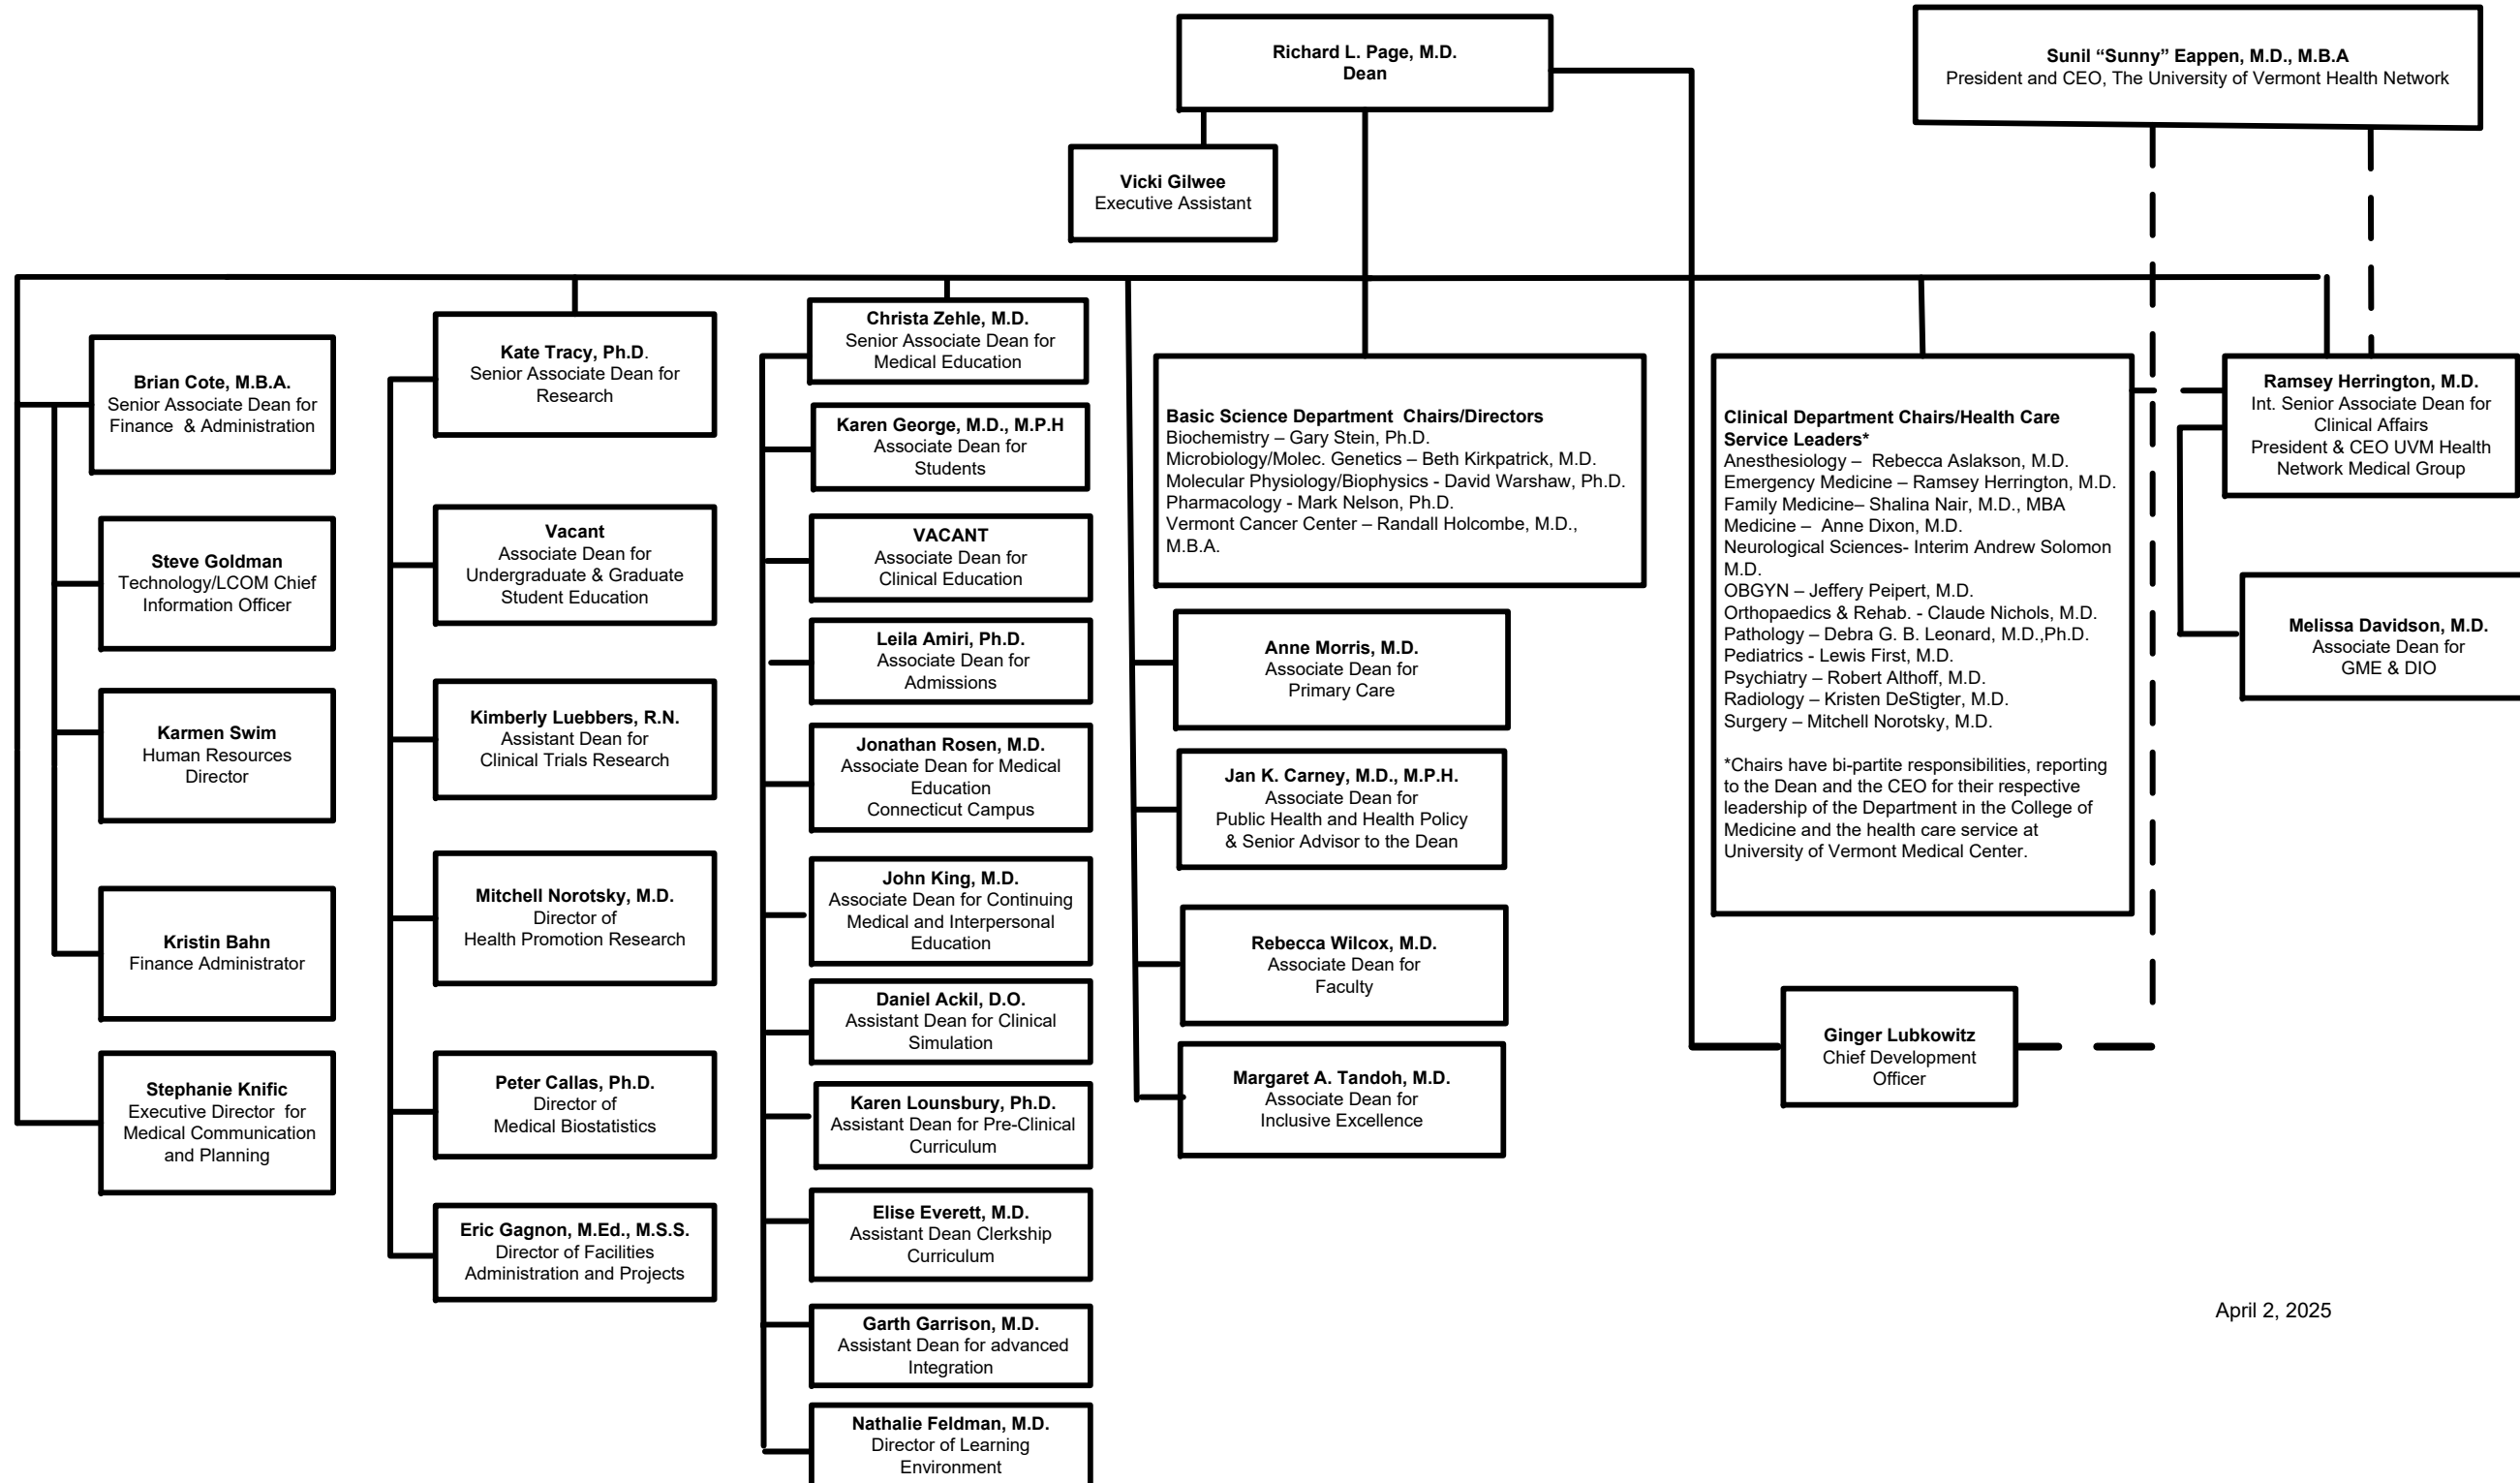 Richard L. Page, M.D.
Dean
Sunil “Sunny” Eappen, M.D., M.B.A
President and CEO, The University of Vermont Health Network
Vicki Gilwee
Executive Assistant
Brian Cote, M.B.A.
Senior Associate Dean for
Finance & Administration
Steve Goldman
Technology/LCOM Chief
Information Officer
Karmen Swim
Human Resources
Director
Kristin Bahn
Finance Administrator
Stephanie Knific
Executive Director for
Medical Communication
and Planning
Kate Tracy, Ph.D.
Senior Associate Dean for
Research
Vacant
Associate Dean for
Undergraduate & Graduate
Student Education
Kimberly Luebbers, R.N.
Assistant Dean for
Clinical Trials Research
Mitchell Norotsky, M.D.
Director of
Health Promotion Research
Peter Callas, Ph.D.
Director of
Medical Biostatistics
Eric Gagnon, M.Ed., M.S.S.
Director of Facilities
Administration and Projects
Christa Zehle, M.D.
Senior Associate Dean for
Medical Education
Karen George, M.D., M.P.H
Associate Dean for
Students
VACANT
Associate Dean for
Clinical Education
Leila Amiri, Ph.D.
Associate Dean for
Admissions
Jonathan Rosen, M.D.
Associate Dean for Medical
Education
Connecticut Campus
John King, M.D.
Associate Dean for Continuing
Medical and Interpersonal
Education
Daniel Ackil, D.O.
Assistant Dean for Clinical
Simulation
Karen Lounsbury, Ph.D.
Assistant Dean for Pre-Clinical
Curriculum
Elise Everett, M.D.
Assistant Dean Clerkship
Curriculum
Garth Garrison, M.D.
Assistant Dean for advanced
Integration
Nathalie Feldman, M.D.
Director of Learning
Environment
Basic Science Department Chairs/Directors
Biochemistry – Gary Stein, Ph.D.
Microbiology/Molec. Genetics – Beth Kirkpatrick, M.D.
Molecular Physiology/Biophysics - David Warshaw, Ph.D.
Pharmacology - Mark Nelson, Ph.D.
Vermont Cancer Center – Randall Holcombe, M.D.,
M.B.A.
Anne Morris, M.D.
Associate Dean for
Primary Care
Jan K. Carney, M.D., M.P.H.
Associate Dean for
Public Health and Health Policy
& Senior Advisor to the Dean
Rebecca Wilcox, M.D.
Associate Dean for
Faculty
Margaret A. Tandoh, M.D.
Associate Dean for
Inclusive Excellence
Clinical Department Chairs/Health Care
Service Leaders*
Anesthesiology – Rebecca Aslakson, M.D.
Emergency Medicine – Ramsey Herrington, M.D.
Family Medicine– Shalina Nair, M.D., MBA
Medicine – Anne Dixon, M.D.
Neurological Sciences- Interim Andrew Solomon
M.D.
OBGYN – Jeffery Peipert, M.D.
Orthopaedics & Rehab. - Claude Nichols, M.D.
Pathology – Debra G. B. Leonard, M.D.,Ph.D.
Pediatrics - Lewis First, M.D.
Psychiatry – Robert Althoff, M.D.
Radiology – Kristen DeStigter, M.D.
Surgery – Mitchell Norotsky, M.D.
*Chairs have bi-partite responsibilities, reporting
to the Dean and the CEO for their respective
leadership of the Department in the College of
Medicine and the health care service at
University of Vermont Medical Center.
Ginger Lubkowitz
Chief Development
Officer
Ramsey Herrington, M.D.
Int. Senior Associate Dean for
Clinical Affairs
President & CEO UVM Health
Network Medical Group
Melissa Davidson, M.D.
Associate Dean for
GME & DIO
April 2, 2025